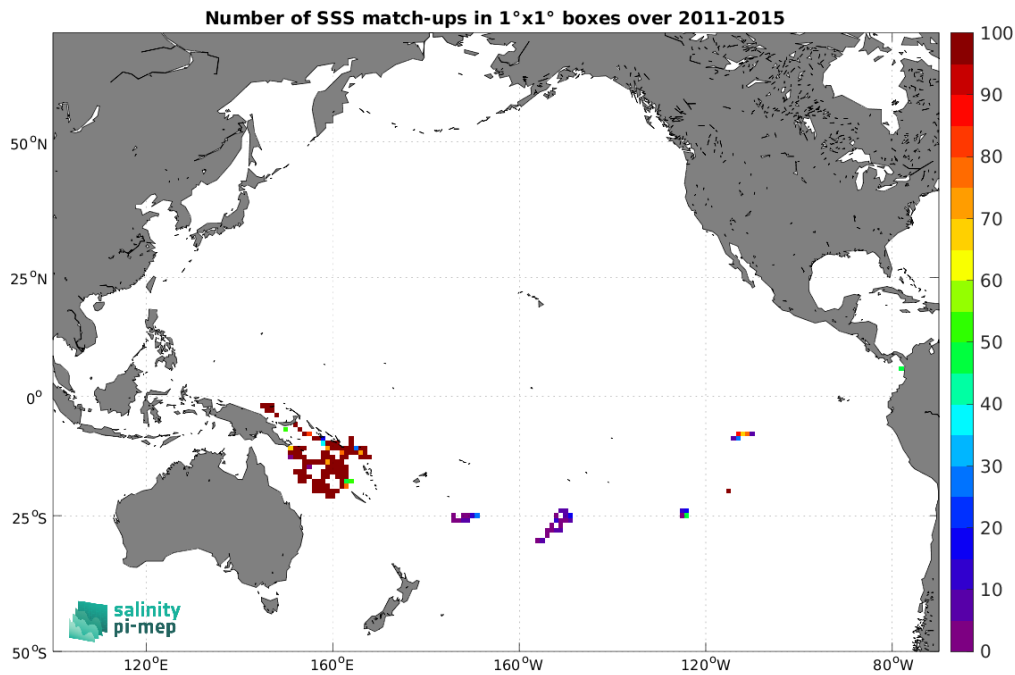 Number of SSS match-ups in 1°x1° boxes over 2011-2015
100
90
80
70
60
50
40
30
20
10
0
50°N
25°N
0°
25°S
50°S
120°E
160°E
160°W
120°W
80°W
salinity
pi-mep